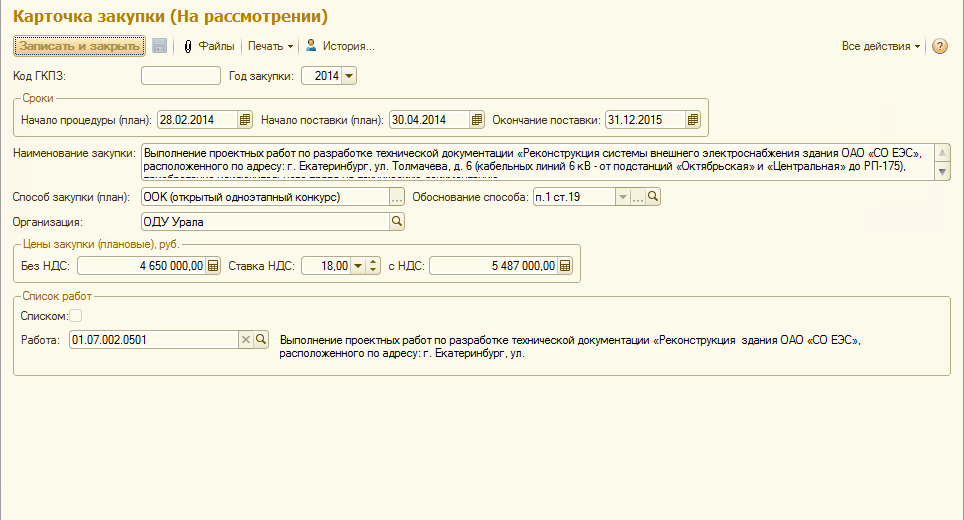 Карточка закупки (На рассмотрении)
Записать и закрыть Файлы Печать История... Все действия ?
Код ГКПЗ: Год закупки: 2014
Сроки
Начало процедуры (план): 28.02.2014 Начало поставки (план): 30.04.2014 Окончание поставки: 31.12.2015
Наименование закупки: Выполнение проектных работ по разработке технической документации «Реконструкция системы внешнего электроснабжения здания ОАО «СО ЕЭС»,
расположенного по адресу: г. Екатеринбург, ул. Толмачева, д. 6 (кабельных линий 6 кВ - от подстанций «Октябрьская» и «Центральная» до РП-175),
Способ закупки (план): ООК (открытый одноэтапный конкурс) ... Обоснование способа: п.1 ст.19 ...
Организация: ОДУ Урала
Цены закупки (плановые), руб.
Без НДС: 4 650 000,00 Ставка НДС: 18,00 с НДС: 5 487 000,00
Список работ
Списком:
Работа: 01.07.002.0501 Выполнение проектных работ по разработке технической документации «Реконструкция здания ОАО «СО ЕЭС»,
расположенного по адресу: г. Екатеринбург, ул.